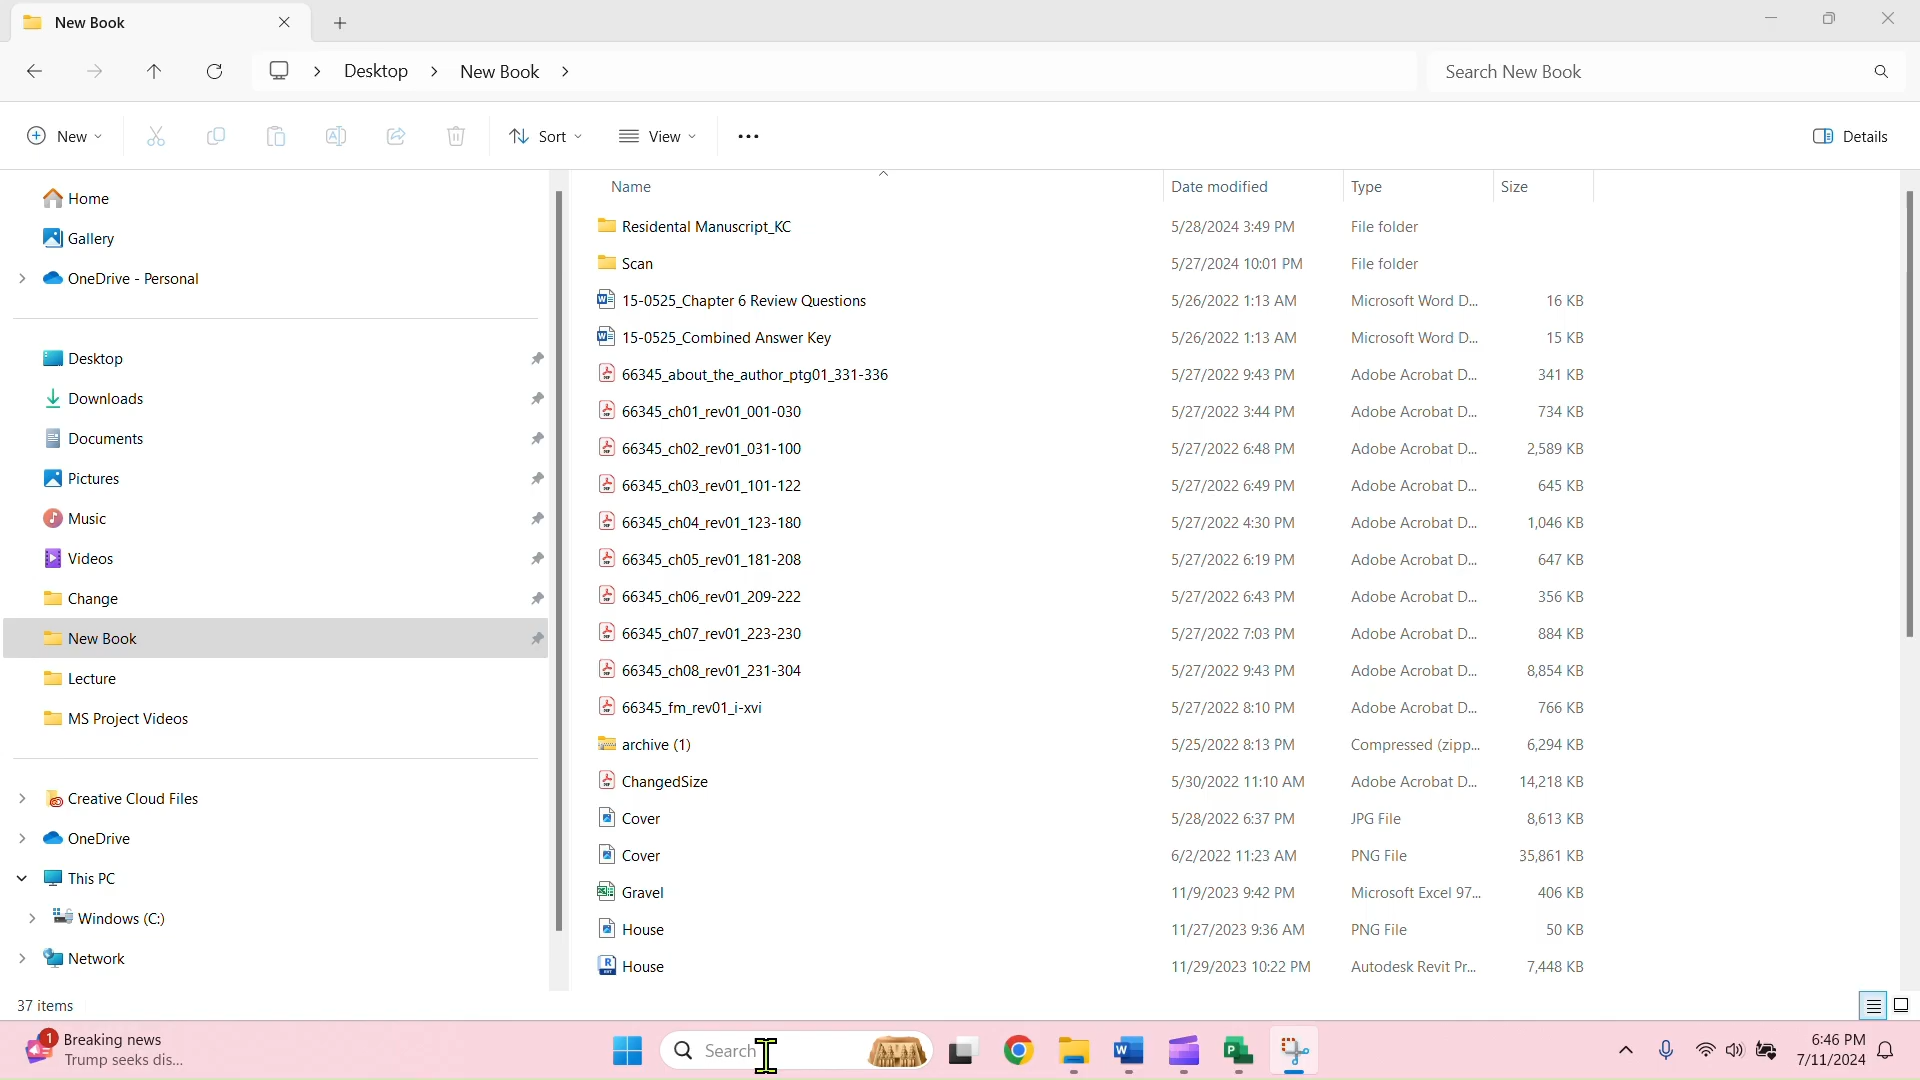 New Book
Desktop > New Book >
Search New Book
New
Sort
View
Details
Home
Gallery
OneDrive - Personal
Desktop
Downloads
Documents
Pictures
Music
Videos
Change
New Book
Lecture
MS Project Videos
Creative Cloud Files
OneDrive
This PC
Windows (C:)
Network
Name Date modified Type Size
Residental Manuscript_KC 5/28/2024 3:49 PM File folder
Scan 5/27/2024 10:01 PM File folder
15-0525_Chapter 6 Review Questions 5/26/2022 1:13 AM Microsoft Word D... 16 KB
15-0525_Combined Answer Key 5/26/2022 1:13 AM Microsoft Word D... 15 KB
66345_about_the_author_ptg01_331-336 5/27/2022 9:43 PM Adobe Acrobat D... 341 KB
66345_ch01_rev01_001-030 5/27/2022 3:44 PM Adobe Acrobat D... 734 KB
66345_ch02_rev01_031-100 5/27/2022 6:48 PM Adobe Acrobat D... 2,589 KB
66345_ch03_rev01_101-122 5/27/2022 6:49 PM Adobe Acrobat D... 645 KB
66345_ch04_rev01_123-180 5/27/2022 4:30 PM Adobe Acrobat D... 1,046 KB
66345_ch05_rev01_181-208 5/27/2022 6:19 PM Adobe Acrobat D... 647 KB
66345_ch06_rev01_209-222 5/27/2022 6:43 PM Adobe Acrobat D... 356 KB
66345_ch07_rev01_223-230 5/27/2022 7:03 PM Adobe Acrobat D... 884 KB
66345_ch08_rev01_231-304 5/27/2022 9:43 PM Adobe Acrobat D... 8,854 KB
66345_fm_rev01_i-xvi 5/27/2022 8:10 PM Adobe Acrobat D... 766 KB
archive (1) 5/25/2022 8:13 PM Compressed (zipp... 6,294 KB
ChangedSize 5/30/2022 11:10 AM Adobe Acrobat D... 14,218 KB
Cover 5/28/2022 6:37 PM JPG File 8,613 KB
Cover 6/2/2022 11:23 AM PNG File 35,861 KB
Gravel 11/9/2023 9:42 PM Microsoft Excel 97... 406 KB
House 11/27/2023 9:36 AM PNG File 50 KB
House 11/29/2023 10:22 PM Autodesk Revit Pr... 7,448 KB
37 items
1
Breaking news
Trump seeks dis...
Search
6:46 PM
7/11/2024